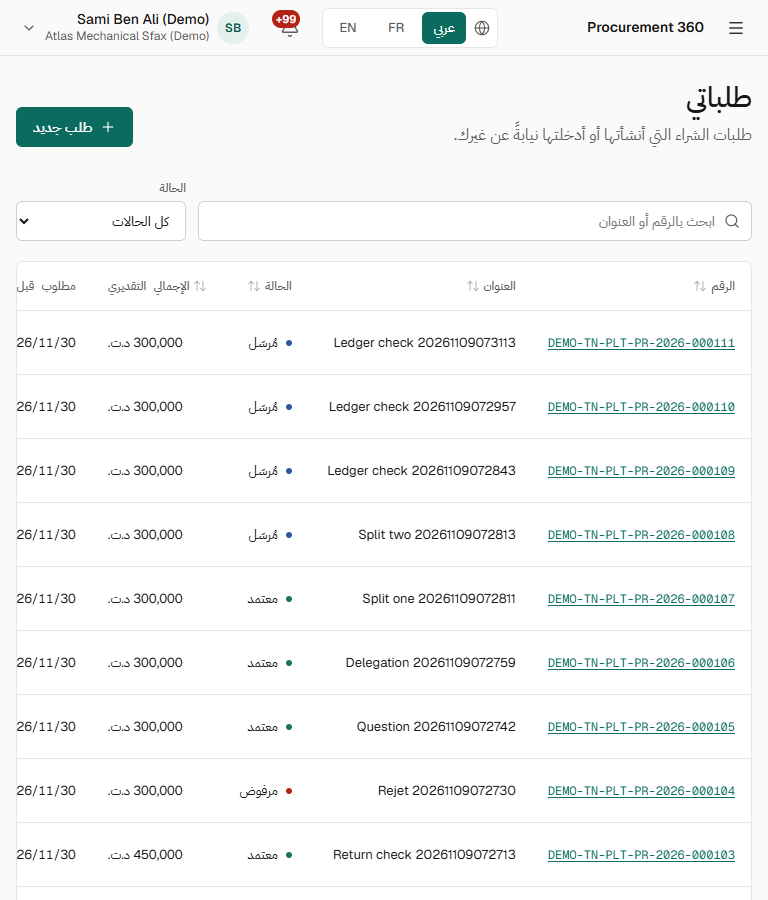 Procurement 360
عربي FR EN
99+
SB
Sami Ben Ali (Demo)
Atlas Mechanical Sfax (Demo)
طلباتي
طلبات الشراء التي أنشأتها أو أدخلتها نيابةً عن غيرك.
طلب جديد
الحالة
ابحث بالرقم أو العنوان
كل الحالات
الرقم العنوان الحالة الإجمالي التقديري مطلوب قبل
DEMO-TN-PLT-PR-2026-000111 Ledger check 20261109073113 مُرسَل 300,000 د.ت. 26/11/30
DEMO-TN-PLT-PR-2026-000110 Ledger check 20261109072957 مُرسَل 300,000 د.ت. 26/11/30
DEMO-TN-PLT-PR-2026-000109 Ledger check 20261109072843 مُرسَل 300,000 د.ت. 26/11/30
DEMO-TN-PLT-PR-2026-000108 Split two 20261109072813 مُرسَل 300,000 د.ت. 26/11/30
DEMO-TN-PLT-PR-2026-000107 Split one 20261109072811 معتمد 300,000 د.ت. 26/11/30
DEMO-TN-PLT-PR-2026-000106 Delegation 20261109072759 معتمد 300,000 د.ت. 26/11/30
DEMO-TN-PLT-PR-2026-000105 Question 20261109072742 معتمد 300,000 د.ت. 26/11/30
DEMO-TN-PLT-PR-2026-000104 Rejet 20261109072730 مرفوض 300,000 د.ت. 26/11/30
DEMO-TN-PLT-PR-2026-000103 Return check 20261109072713 معتمد 450,000 د.ت. 26/11/30